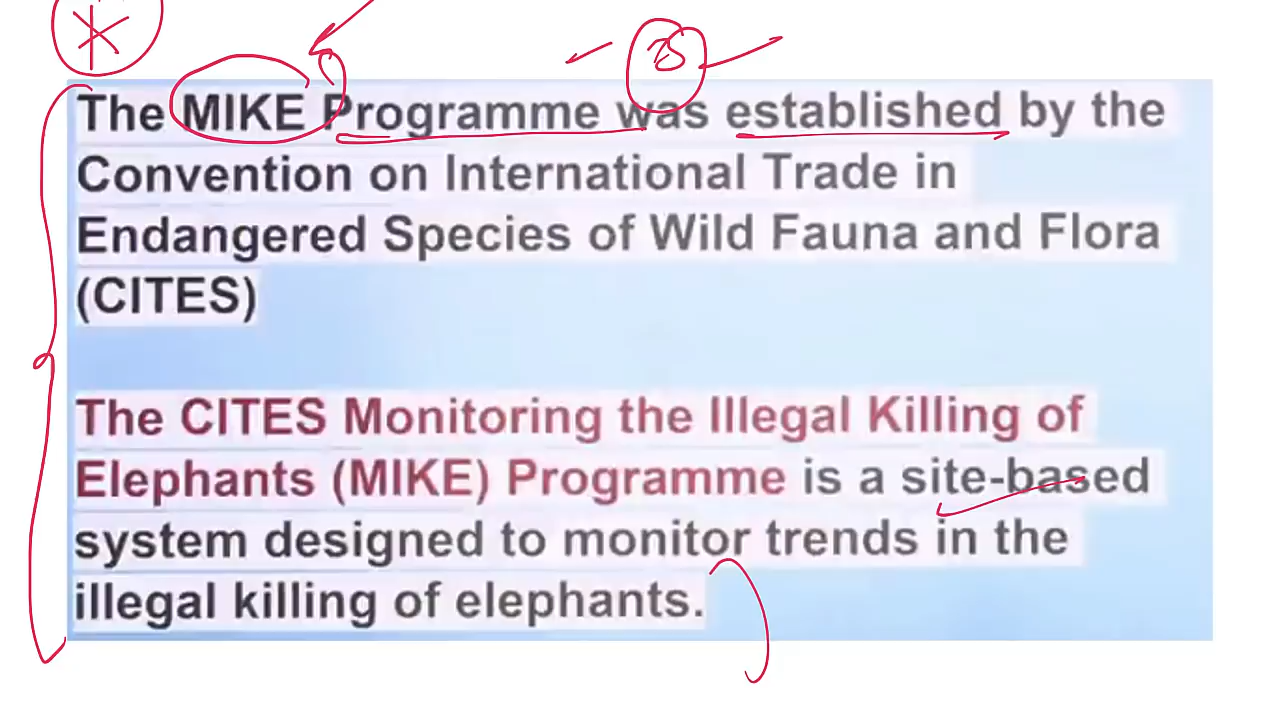 The MIKE Programme was established by the
Convention on International Trade in
Endangered Species of Wild Fauna and Flora
(CITES)
The CITES Monitoring the Illegal Killing of
Elephants (MIKE) Programme is a site-based
system designed to monitor trends in the
illegal killing of elephants.